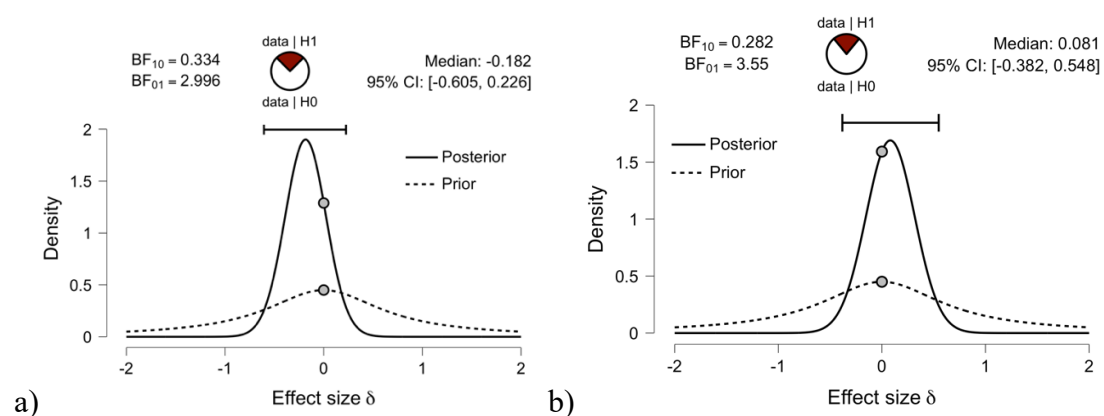 data | H1
BF10 = 0.334
BF01 = 2.996
Median: -0.182
95% CI: [-0.605, 0.226]
data | H0
2
1.5
1
0.5
0
Density
Posterior
Prior
-2
-1
0
1
2
Effect size δ
a)
data | H1
BF10 = 0.282
BF01 = 3.55
Median: 0.081
95% CI: [-0.382, 0.548]
data | H0
2
1.5
1
0.5
0
Density
Posterior
Prior
-2
-1
0
1
2
Effect size δ
b)